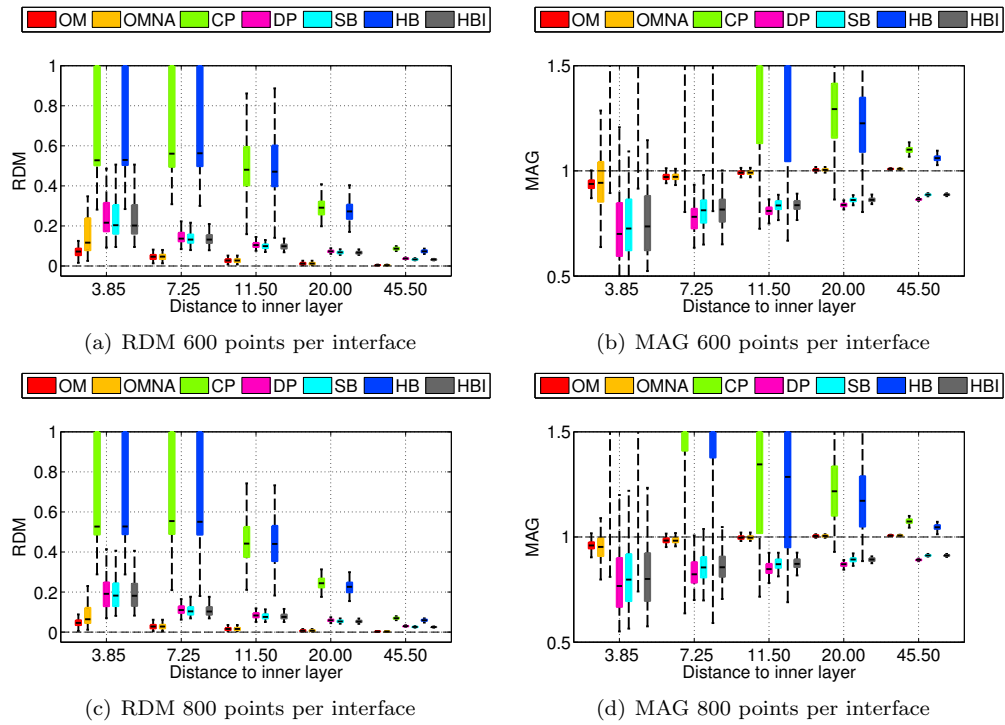 OM OMNA CP DP SB HB HBI
OM OMNA CP DP SB HB HBI
1
0.8
0.6
0.4
0.2
0
RDM
3.85 7.25 11.50 20.00 45.50
Distance to inner layer
(a) RDM 600 points per interface
1.5
1
0.5
MAG
3.85 7.25 11.50 20.00 45.50
Distance to inner layer
(b) MAG 600 points per interface
OM OMNA CP DP SB HB HBI
OM OMNA CP DP SB HB HBI
1
0.8
0.6
0.4
0.2
0
RDM
3.85 7.25 11.50 20.00 45.50
Distance to inner layer
(c) RDM 800 points per interface
1.5
1
0.5
MAG
3.85 7.25 11.50 20.00 45.50
Distance to inner layer
(d) MAG 800 points per interface